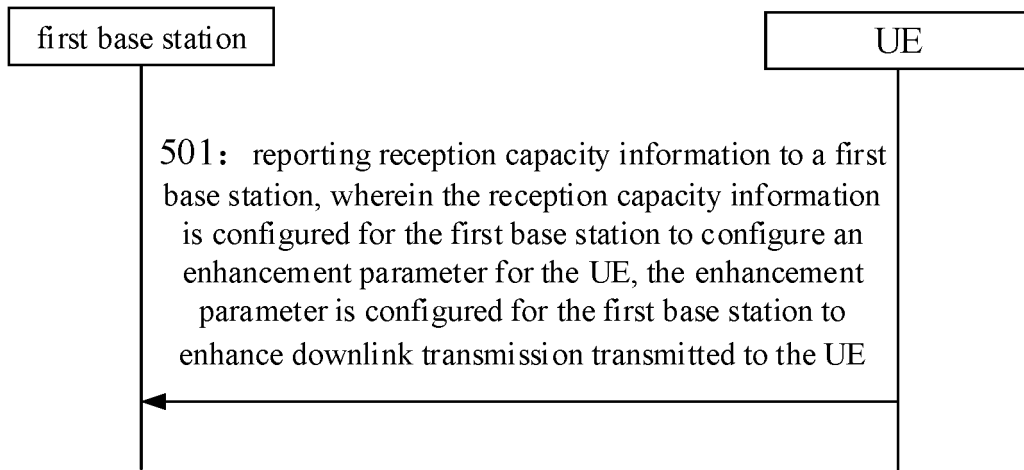 first base station
UE
501: reporting reception capacity information to a first
base station, wherein the reception capacity information
is configured for the first base station to configure an
enhancement parameter for the UE, the enhancement
parameter is configured for the first base station to
enhance downlink transmission transmitted to the UE